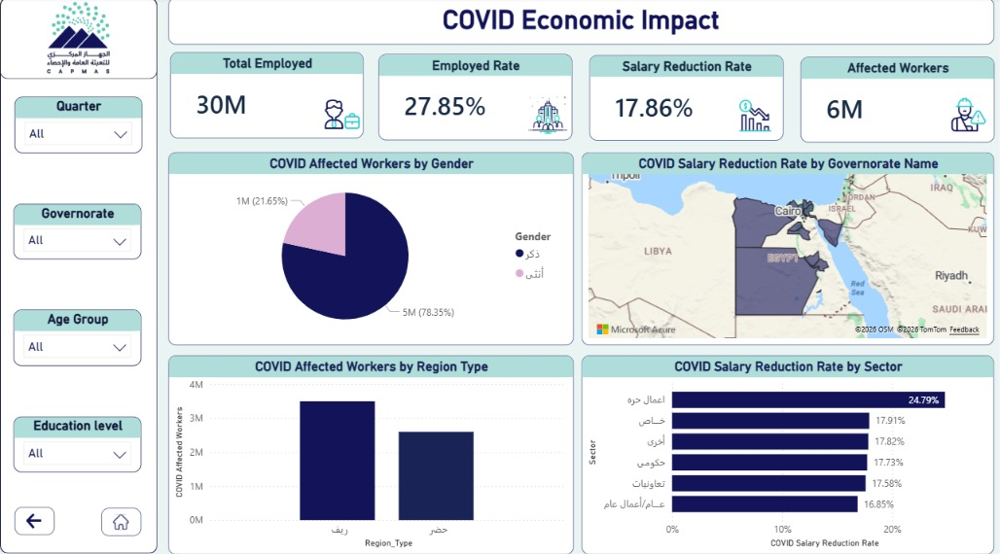 الجهاز المركزي
للتعبئة العامة والإحصاء
CAPMAS
COVID Economic Impact
Total Employed
30M
Employed Rate
27.85%
Salary Reduction Rate
17.86%
Affected Workers
6M
Quarter
All
Governorate
All
Age Group
All
Education level
All
COVID Affected Workers by Gender
1M (21.65%)
5M (78.35%)
Gender
ذكر
أنثى
COVID Salary Reduction Rate by Governorate Name
Tripoli
Cairo
JORDAN
ISRAEL
IRAQ
KUW
LIBYA
EGYPT
Riyadh
Red
Sea
SAUDI ARAI
Microsoft Azure
©2026 OSM ©2026 TomTom Feedback
COVID Affected Workers by Region Type
COVID Affected Workers
4M
3M
2M
1M
0M
ريف
حضر
Region_Type
COVID Salary Reduction Rate by Sector
Sector
اعمال حره
24.79%
خــاص
17.91%
أخرى
17.82%
حكومى
17.73%
تعاونيات
17.58%
عــام/أعمال عام
16.85%
0%
10%
20%
COVID Salary Reduction Rate